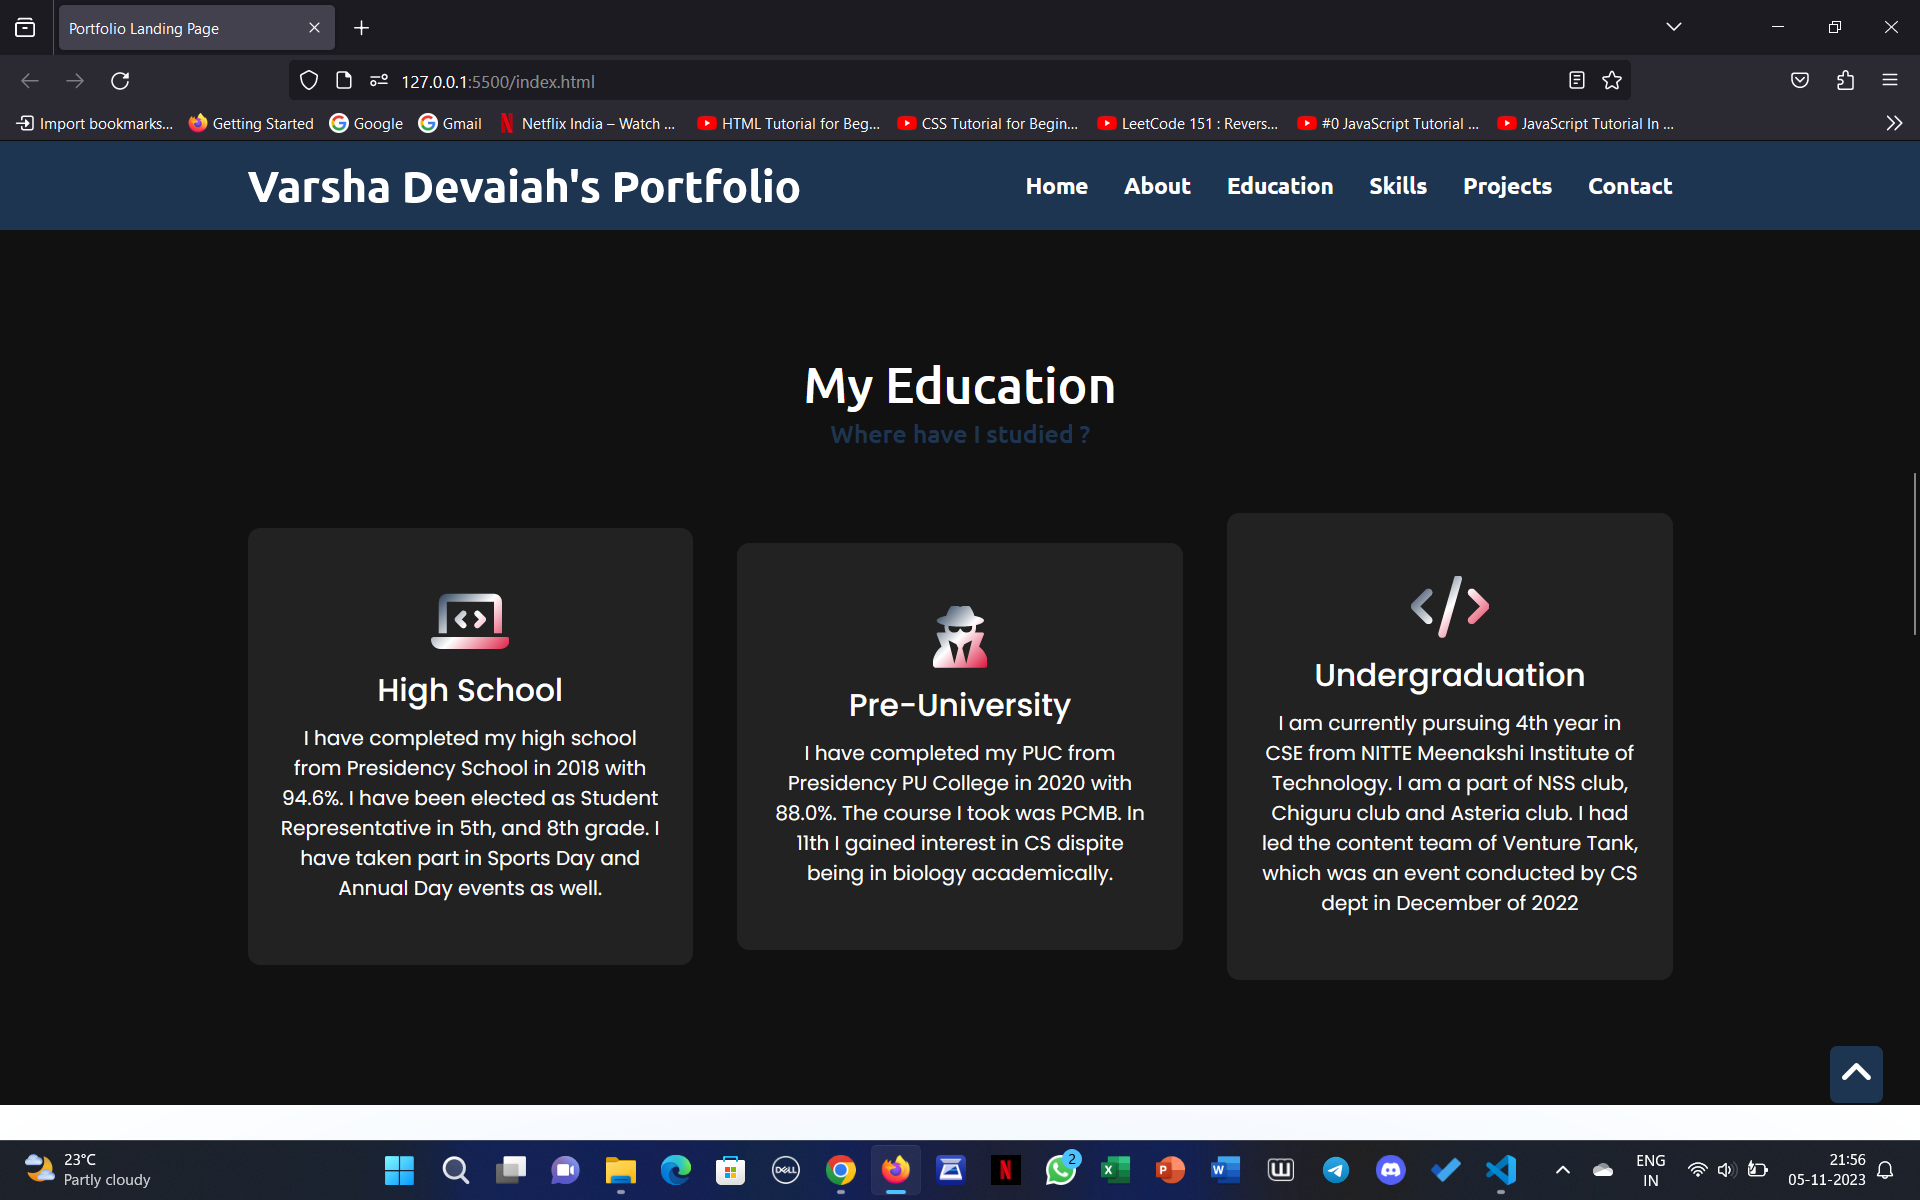 Portfolio Landing Page
127.0.0.1:5500/index.html
Import bookmarks... Getting Started Google Gmail Netflix India – Watch ... HTML Tutorial for Beg... CSS Tutorial for Begin... LeetCode 151 : Revers... #0 JavaScript Tutorial ... JavaScript Tutorial In ...
Varsha Devaiah's Portfolio
Home About Education Skills Projects Contact
My Education
Where have I studied ?
High School
I have completed my high school
from Presidency School in 2018 with
94.6%. I have been elected as Student
Representative in 5th, and 8th grade. I
have taken part in Sports Day and
Annual Day events as well.
Pre-University
I have completed my PUC from
Presidency PU College in 2020 with
88.0%. The course I took was PCMB. In
11th I gained interest in CS dispite
being in biology academically.
Undergraduation
I am currently pursuing 4th year in
CSE from NITTE Meenakshi Institute of
Technology. I am a part of NSS club,
Chiguru club and Asteria club. I had
led the content team of Venture Tank,
which was an event conducted by CS
dept in December of 2022
23°C
Partly cloudy
DELL
N
2
X
P
W
W
ENG
IN
21:56
05-11-2023